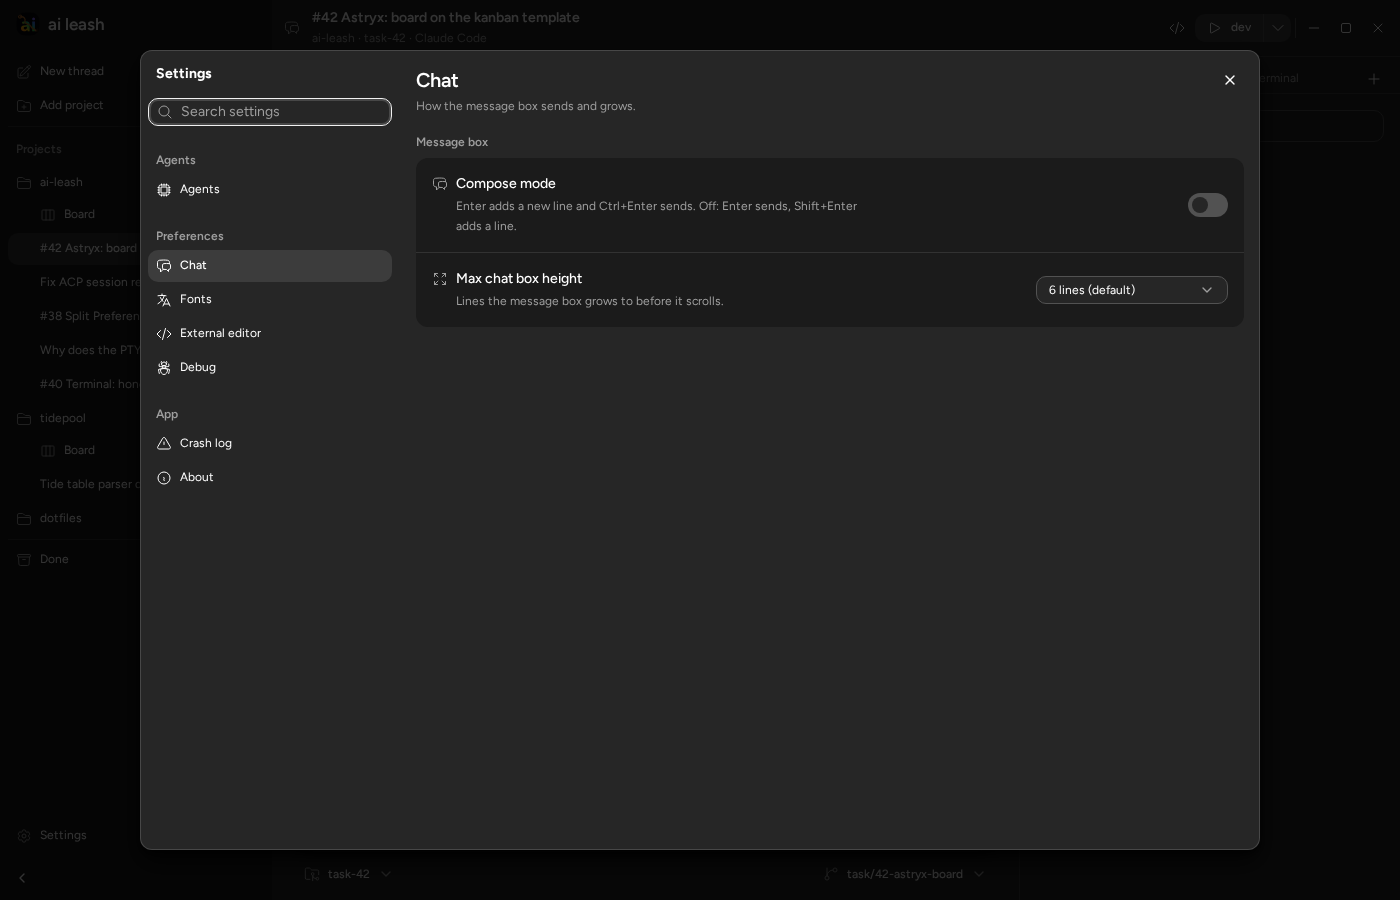 ai leash
#42 Astryx: board on the kanban template
ai-leash · task-42 · Claude Code
dev
New thread
Add project
Projects
ai-leash
Board
#42 Astryx: board
Fix ACP session re
#38 Split Preferen
Why does the PTY
#40 Terminal: hon
tidepool
Board
Tide table parser
dotfiles
Done
Settings
Settings
Search settings
Agents
Agents
Preferences
Chat
Fonts
External editor
Debug
App
Crash log
About
Chat
How the message box sends and grows.
Message box
Compose mode
Enter adds a new line and Ctrl+Enter sends. Off: Enter sends, Shift+Enter
adds a line.
Max chat box height
Lines the message box grows to before it scrolls.
6 lines (default)
erminal
task-42
task/42-astryx-board